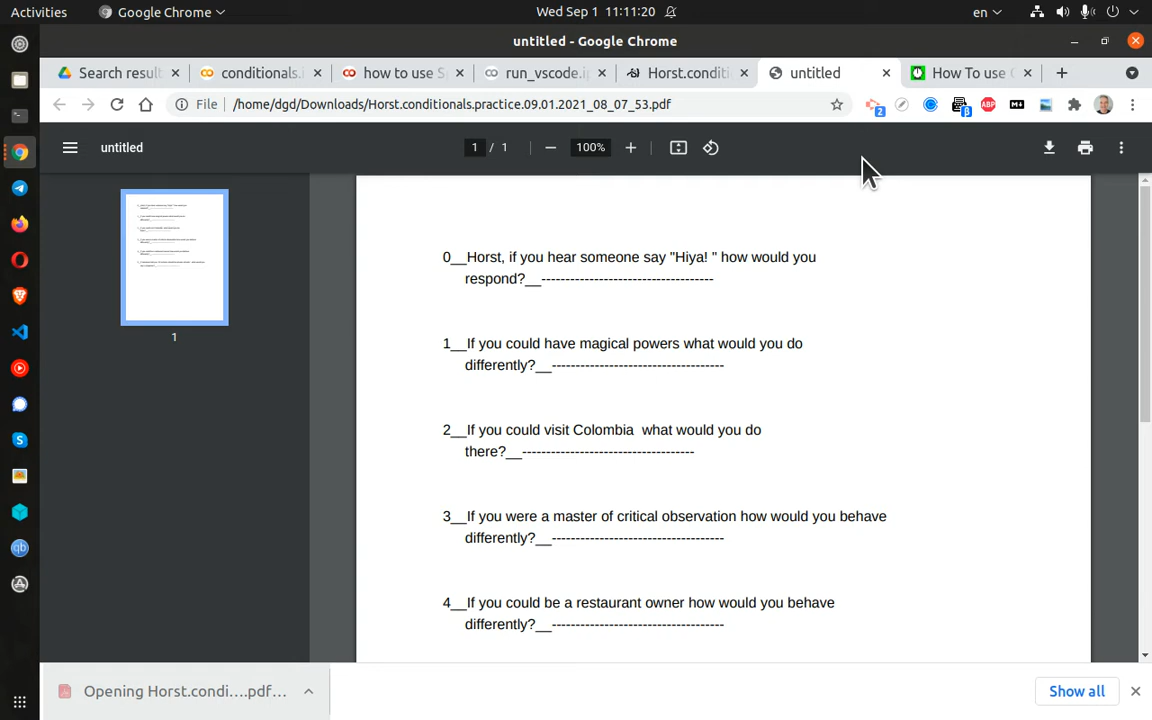 Activities
Google Chrome
Wed Sep 1 11:11:20
en
untitled - Google Chrome
Search result
conditionals.i
how to use S
run_vscode.ip
Horst.conditi
untitled
How To use
File
/home/dgd/Downloads/Horst.conditionals.practice.09.01.2021_08_07_53.pdf
2
β
ABP
M
untitled
1 / 1
100%
1
0__Horst, if you hear someone say "Hiya! " how would you
respond?__------------------------------------
1__If you could have magical powers what would you do
differently?__------------------------------------
2__If you could visit Colombia  what would you do
there?__------------------------------------
3__If you were a master of critical observation how would you behave
differently?__------------------------------------
4__If you could be a restaurant owner how would you behave
differently?__------------------------------------
qb
Opening Horst.condi....pdf...
Show all